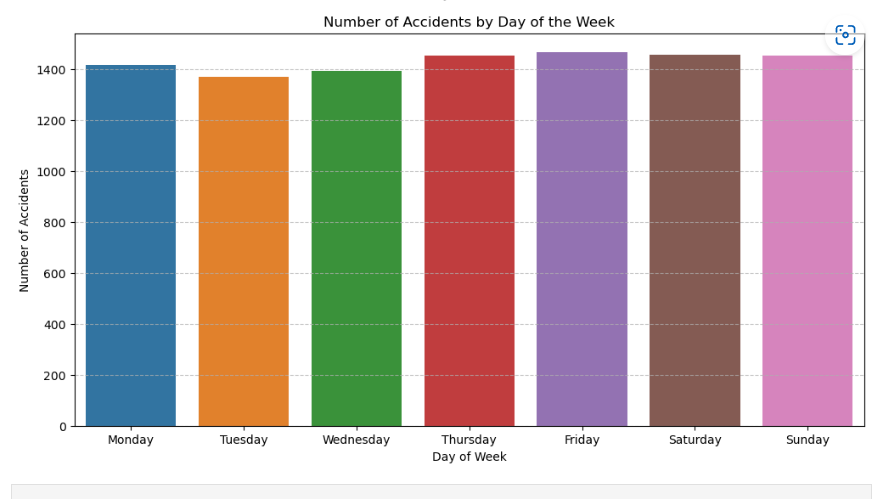 Number of Accidents by Day of the Week
1400
1200
1000
800
600
400
200
0
Number of Accidents
Monday Tuesday Wednesday Thursday Friday Saturday Sunday
Day of Week